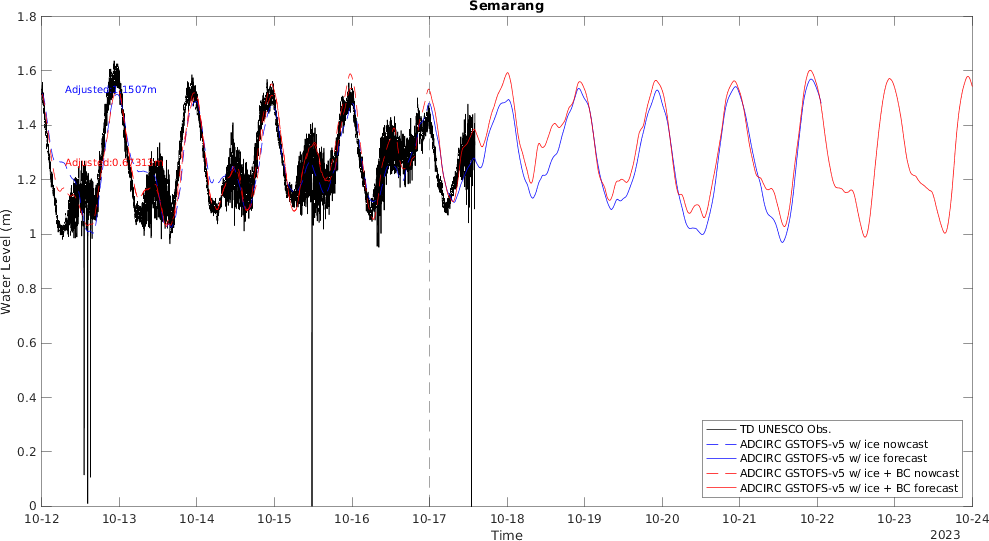 Semarang
1.8
1.6
1.4
1.2
1
0.8
0.6
0.4
0.2
0
Water Level (m)
TD UNESCO Obs.
ADCIRC GSTOFS-v5 w/ ice nowcast
ADCIRC GSTOFS-v5 w/ ice forecast
ADCIRC GSTOFS-v5 w/ ice + BC nowcast
ADCIRC GSTOFS-v5 w/ ice + BC forecast
10-12 10-13 10-14 10-15 10-16 10-17 10-18 10-19 10-20 10-21 10-22 10-23 10-24
Time
2023